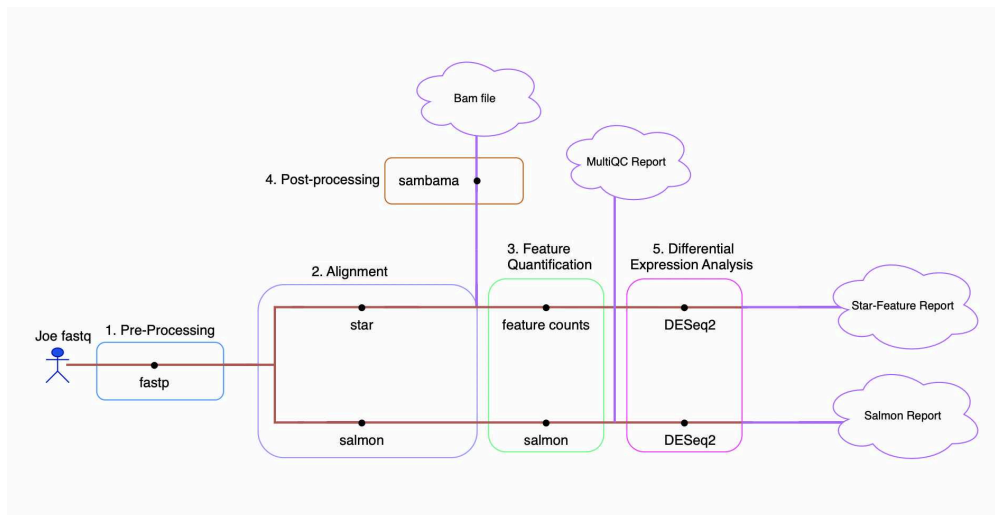 Bam file
MultiQC Report
4. Post-processing
sambama
3. Feature
Quantification
5. Differential
Expression Analysis
2. Alignment
Star-Feature Report
star
feature counts
DESeq2
Joe fastq
1. Pre-Processing
fastp
Salmon Report
salmon
salmon
DESeq2